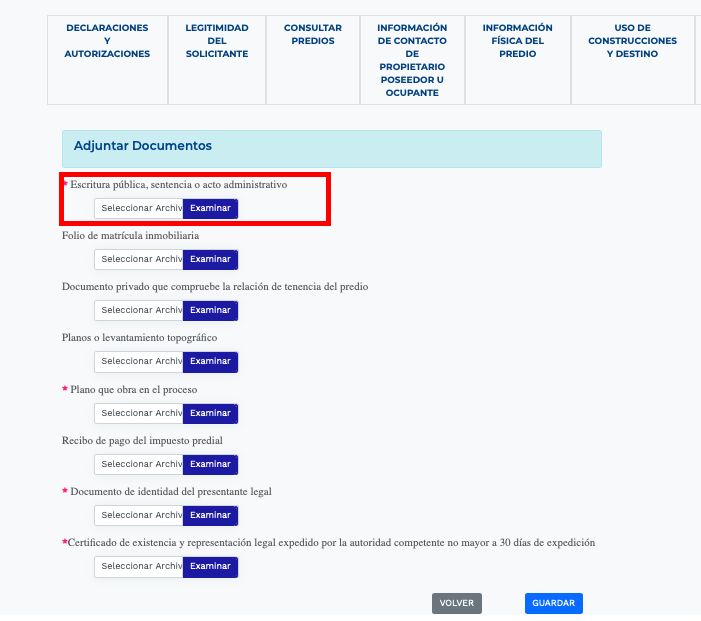 DECLARACIONES
Y
AUTORIZACIONES
LEGITIMIDAD
DEL
SOLICITANTE
CONSULTAR
PREDIOS
INFORMACIÓN
DE CONTACTO
DE
PROPIETARIO
POSEEDOR U
OCUPANTE
INFORMACIÓN
FÍSICA DEL
PREDIO
USO DE
CONSTRUCCIONES
Y DESTINO
Adjuntar Documentos
* Escritura pública, sentencia o acto administrativo
Seleccionar Archiv Examinar
Folio de matrícula inmobiliaria
Seleccionar Archiv Examinar
Documento privado que compruebe la relación de tenencia del predio
Seleccionar Archiv Examinar
Planos o levantamiento topográfico
Seleccionar Archiv Examinar
* Plano que obra en el proceso
Seleccionar Archiv Examinar
Recibo de pago del impuesto predial
Seleccionar Archiv Examinar
* Documento de identidad del presentante legal
Seleccionar Archiv Examinar
*Certificado de existencia y representación legal expedido por la autoridad competente no mayor a 30 días de expedición
Seleccionar Archiv Examinar
VOLVER GUARDAR